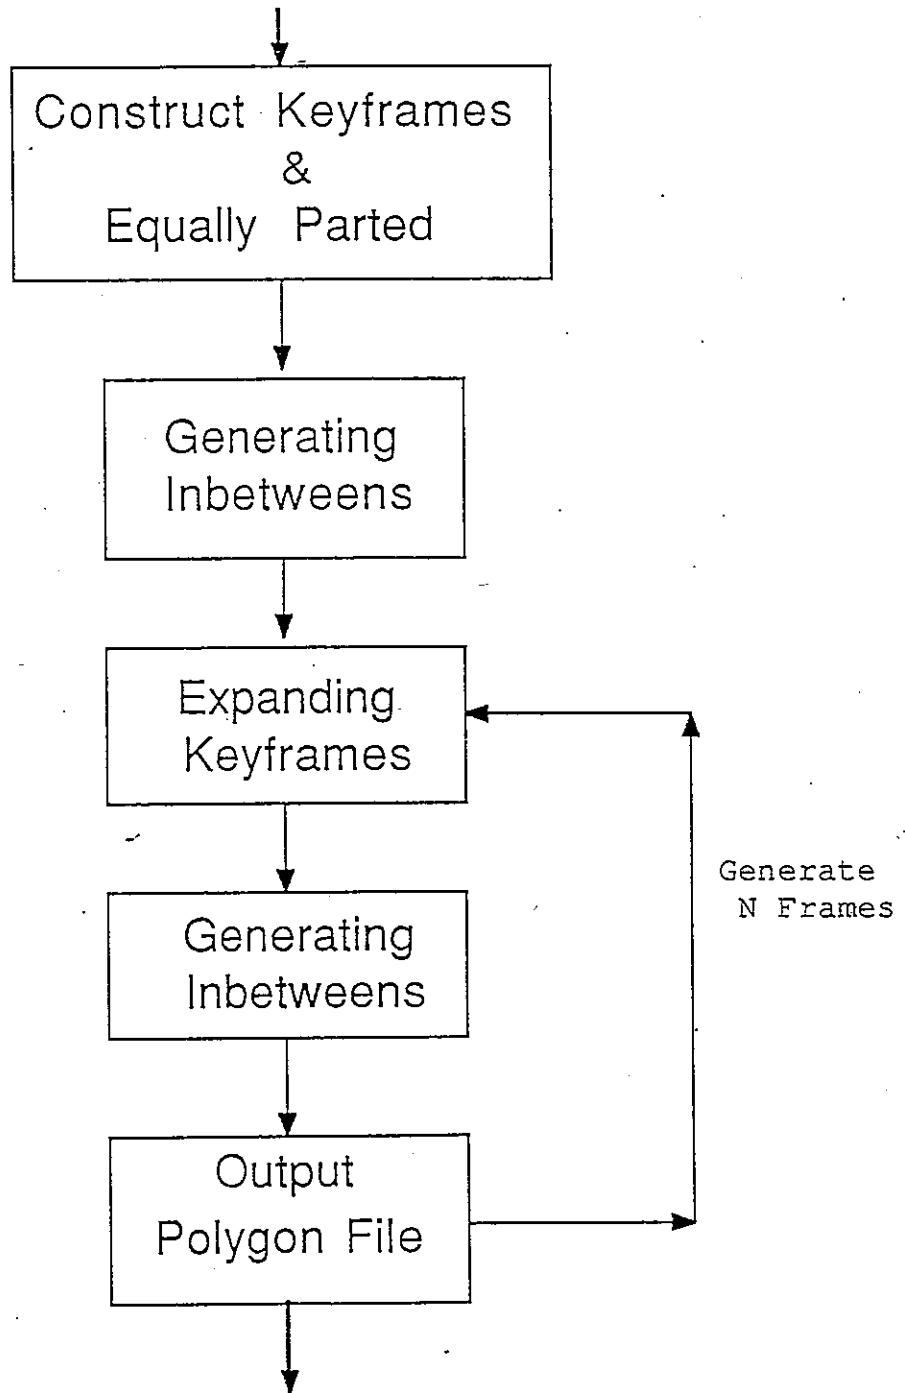 Construct Keyframes
&
Equally Parted
Generating
Inbetweens
Expanding
Keyframes
Generate
N Frames
Generating
Inbetweens
Output
Polygon File